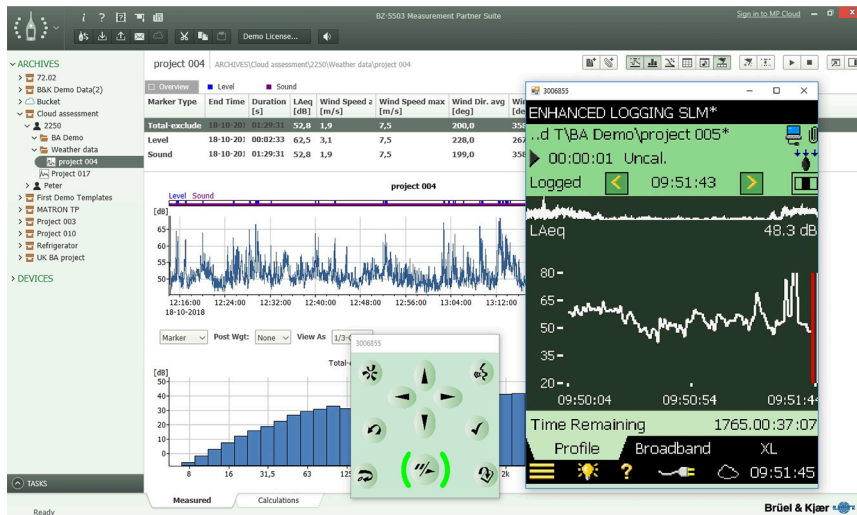 BZ-5503 Measurement Partner Suite
Sign in to MP Cloud
Demo License...
ARCHIVES
72.02
B&K Demo Data(2)
Bucket
Cloud assessment
2250
BA Demo
Weather data
project 004
Project 017
Peter
First Demo Templates
MATRON TP
Project 003
Project 010
Refrigerator
UK BA project
DEVICES
TASKS
Ready
project 004 ARCHIVES\Cloud assessment\2250\Weather data\project 004
Overview Level Sound
Marker Type End Time Duration [s] LAeq [dB] Wind Speed a [m/s] Wind Speed max [m/s] Wind Dir. avg [deg]
Total-exclude 18-10-201 01:29:31 52,8 1,9 7,5 200,0 358
Level 18-10-201 00:02:33 62,5 3,1 7,5 228,0 267
Sound 18-10-201 01:29:31 52,8 1,9 7,5 199,0 358
project 004
Level Sound
[dB]
65
60
55
50
12:16:00 12:24:00 12:32:00 12:40:00 12:48:00 12:56:00 13:04:00 13:12:00
18-10-2018
Marker Post Wgt: None View As
[dB]
50
40
30
20
10
0
8 16 31,5 63 2k
Measured Calculations
3006855
3006855
ENHANCED LOGGING SLM*
..d T\BA Demo\project 005*
00:00:01 Uncal.
Logged < 09:51:43 >
LAeq 48.3 dB
80
65
50
35
20
09:50:04 09:50:54 09:51:44
Time Remaining 1765.00:37:07
Profile Broadband XL
? 09:51:45
Brüel & Kjær